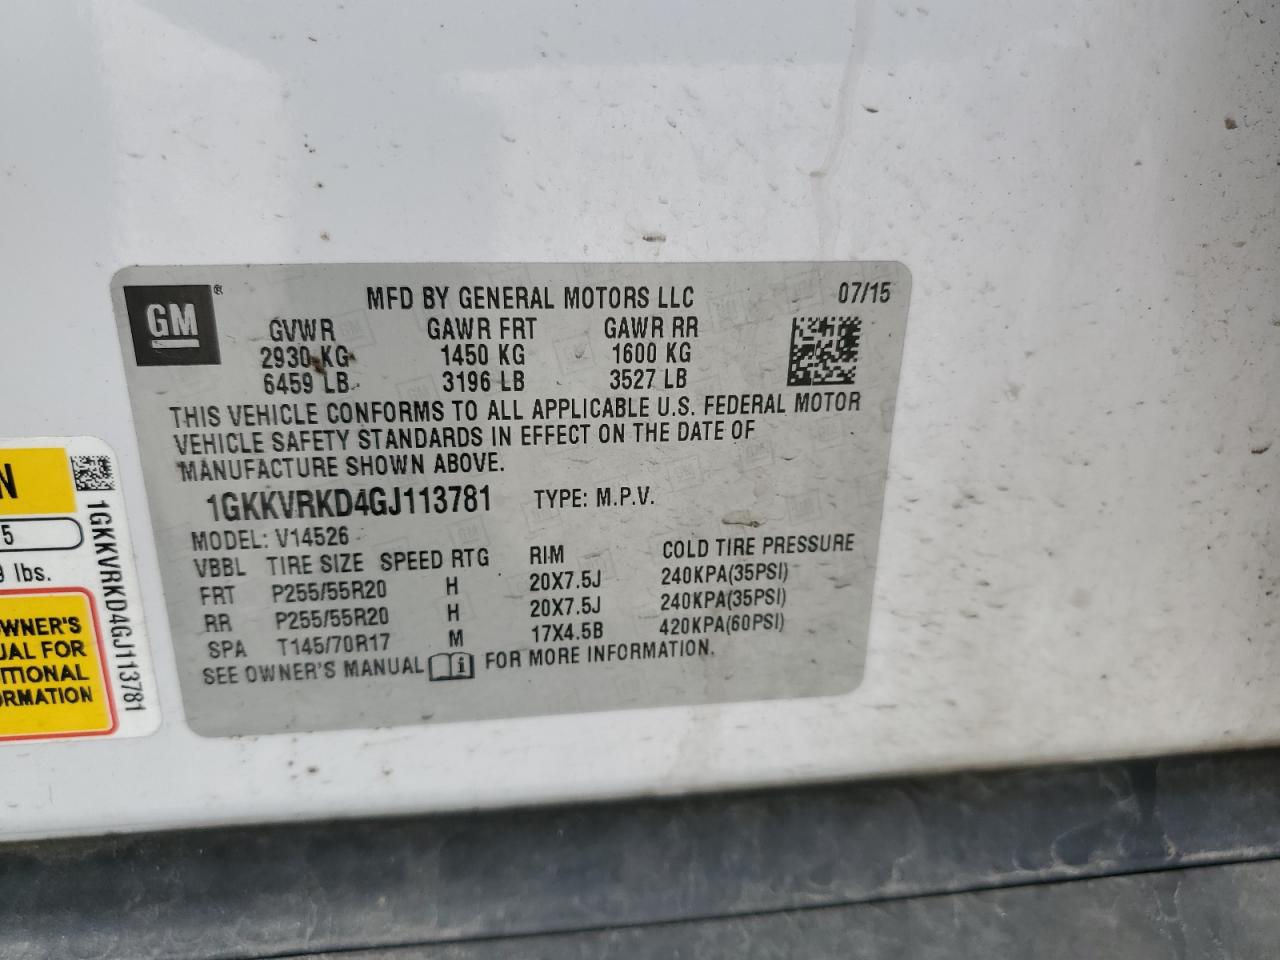 GM ®
MFD BY GENERAL MOTORS LLC 07/15
GVWR GAWR FRT GAWR RR
2930 KG 1450 KG 1600 KG
6459 LB 3196 LB 3527 LB
THIS VEHICLE CONFORMS TO ALL APPLICABLE U.S. FEDERAL MOTOR
VEHICLE SAFETY STANDARDS IN EFFECT ON THE DATE OF
MANUFACTURE SHOWN ABOVE.
1GKKVRKD4GJ113781 TYPE: M.P.V.
MODEL: V14526
VBBL TIRE SIZE SPEED RTG RIM COLD TIRE PRESSURE
FRT P255/55R20 H 20X7.5J 240KPA(35PSI)
RR P255/55R20 H 20X7.5J 240KPA(35PSI)
SPA T145/70R17 M 17X4.5B 420KPA(60PSI)
SEE OWNER'S MANUAL FOR MORE INFORMATION.
N
5
lbs.
WNER'S
UAL FOR
ITIONAL
ORMATION
1GKKVRKD4GJ113781